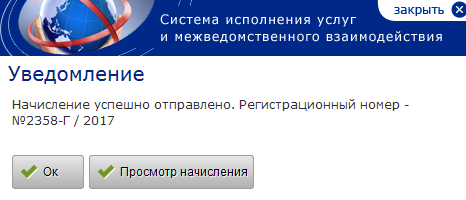 закрыть
Система исполнения услуг
и межведомственного взаимодействия
Уведомление
Начисление успешно отправлено. Регистрационный номер -
№2358-Г / 2017
Ок
Просмотр начисления